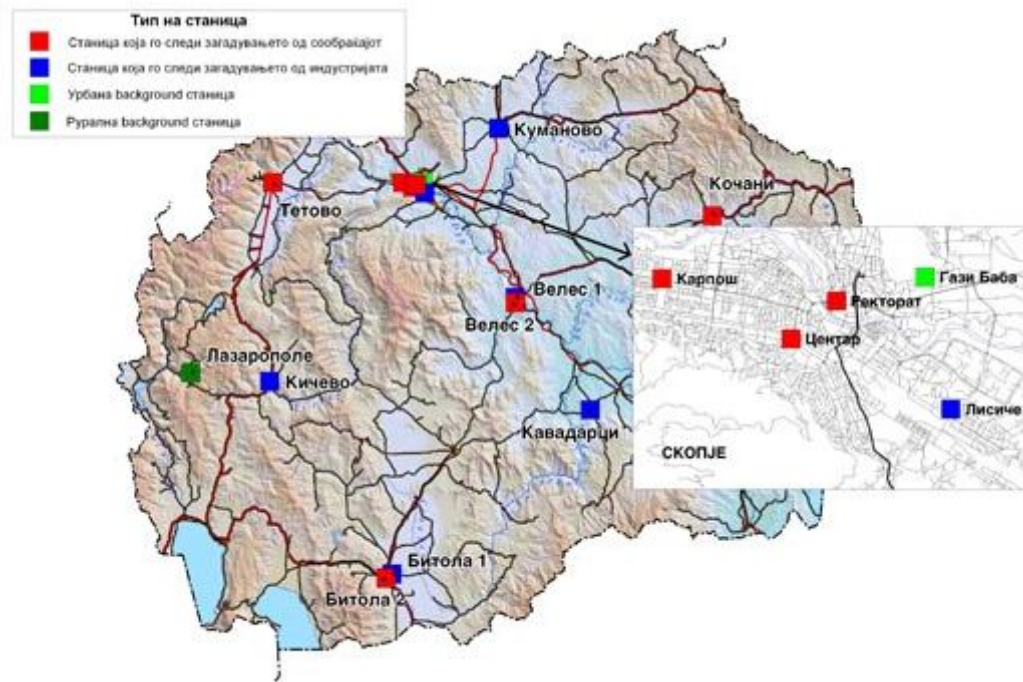 Тип на станица
Станица која го следи загадувањето од сообраќајот
Станица која го следи загадувањето од индустријата
Урбана background станица
Рурална background станица
Куманово
Кочани
Тетово
Карпош
Гази Баба
Ректорат
Велес 1
Центар
Велес 2
Лазарополе
Кичево
Лисиче
Кавадарци
СКОПЈЕ
Битола 1
Битола 2